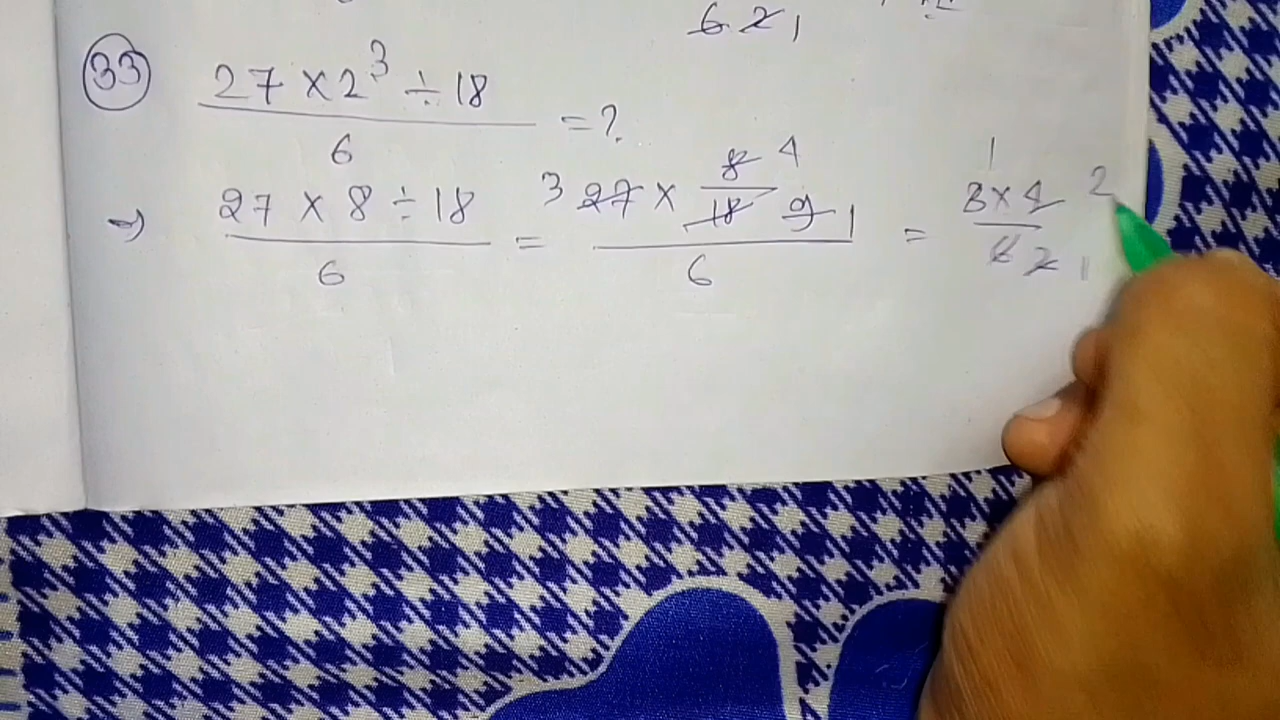 6 2 1
33 27 × 2³ ÷ 18
6 = ?
⇒ 27 × 8 ÷ 18 / 6 = 3 27 × 8 4 / 18 9 1 / 6 = 1 3 × 4 2 / 6 2 1